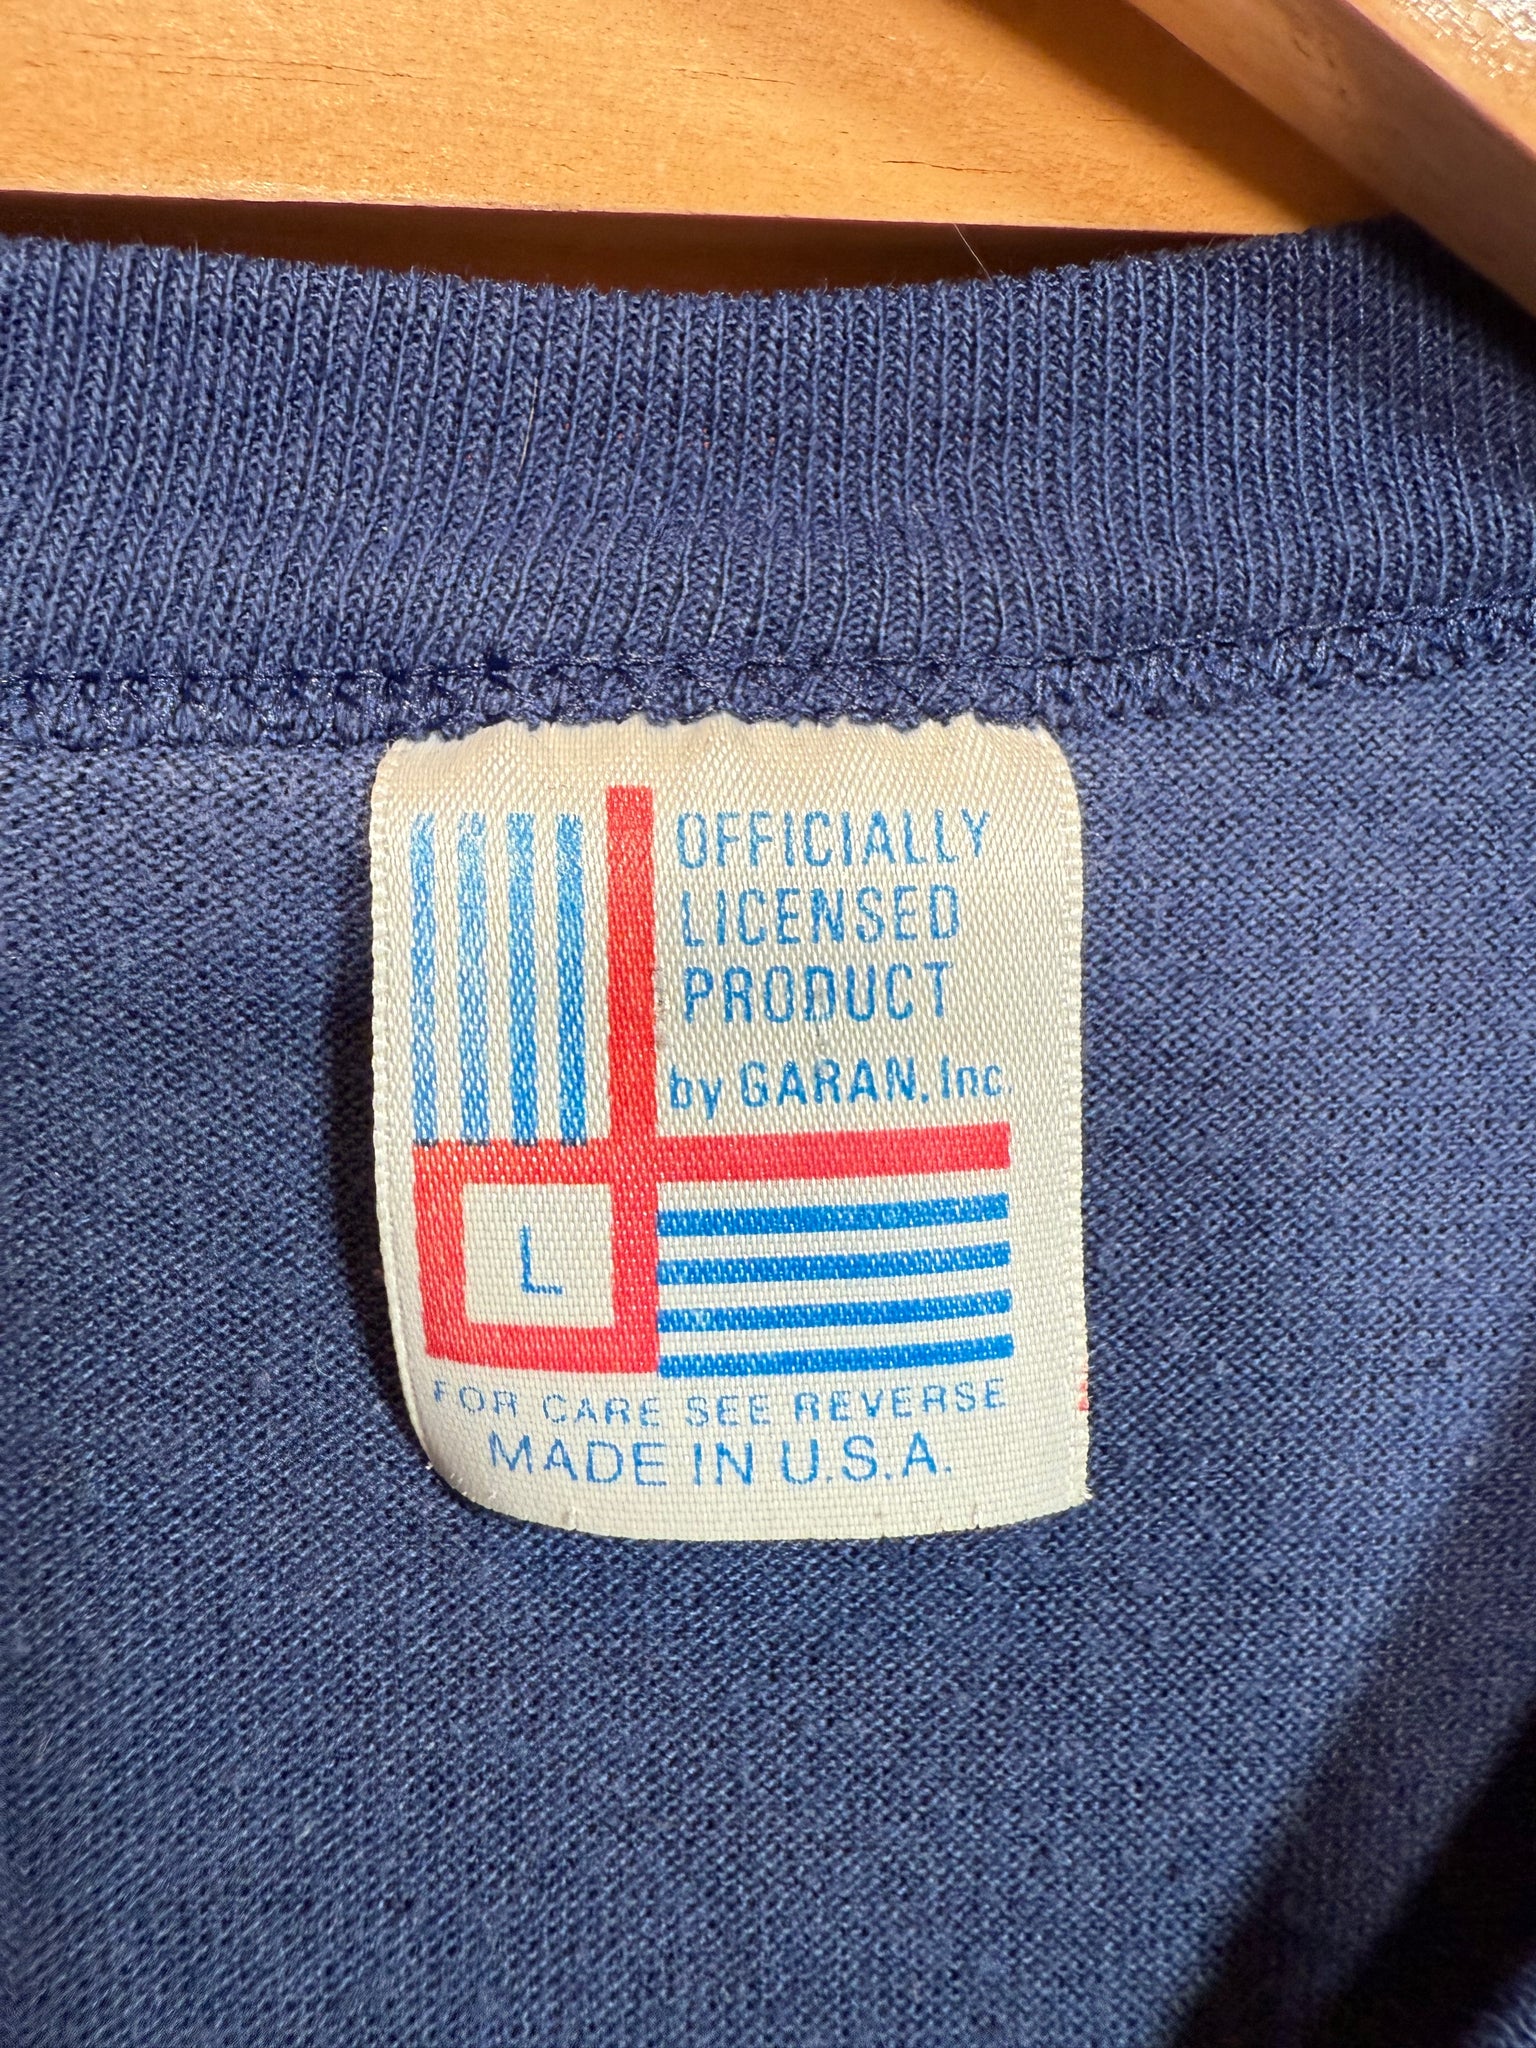 OFFICIALLY
LICENSED
PRODUCT
by GARAN, Inc.
L
FOR CARE SEE REVERSE
MADE IN U.S.A.